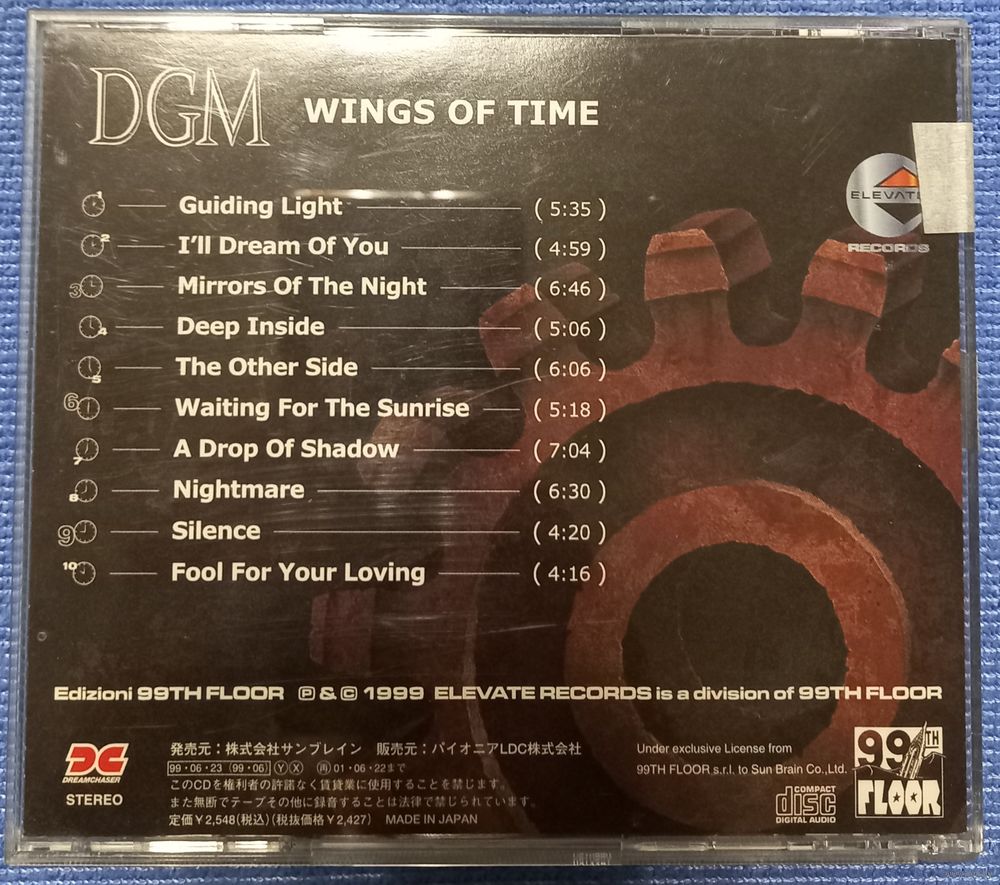 DGM WINGS OF TIME
1 Guiding Light ( 5:35 )
2 I'll Dream Of You ( 4:59 )
3 Mirrors Of The Night ( 6:46 )
4 Deep Inside ( 5:06 )
5 The Other Side ( 6:06 )
6 Waiting For The Sunrise ( 5:18 )
7 A Drop Of Shadow ( 7:04 )
8 Nightmare ( 6:30 )
9 Silence ( 4:20 )
10 Fool For Your Loving ( 4:16 )
RECORDS
Edizioni 99TH FLOOR Ⓟ & © 1999 ELEVATE RECORDS is a division of 99TH FLOOR
DC
DREAMCHASER
STEREO
発売元：株式会社サンブレイン 販売元：パイオニアLDC株式会社
99・06・23 (99・06) Ⓨ Ⓧ ㊢ 01・06・22まで
このCDを権利者の許諾なく賃貸業に使用することを禁じます。
また無断でテープその他に録音することは法律で禁じられています。
定価￥2,548(税込)(税抜価格￥2,427) MADE IN JAPAN
Under exclusive License from
99TH FLOOR s.r.l. to Sun Brain Co.,Ltd.
COMPACT
disc
DIGITAL AUDIO
99TH
FLOOR